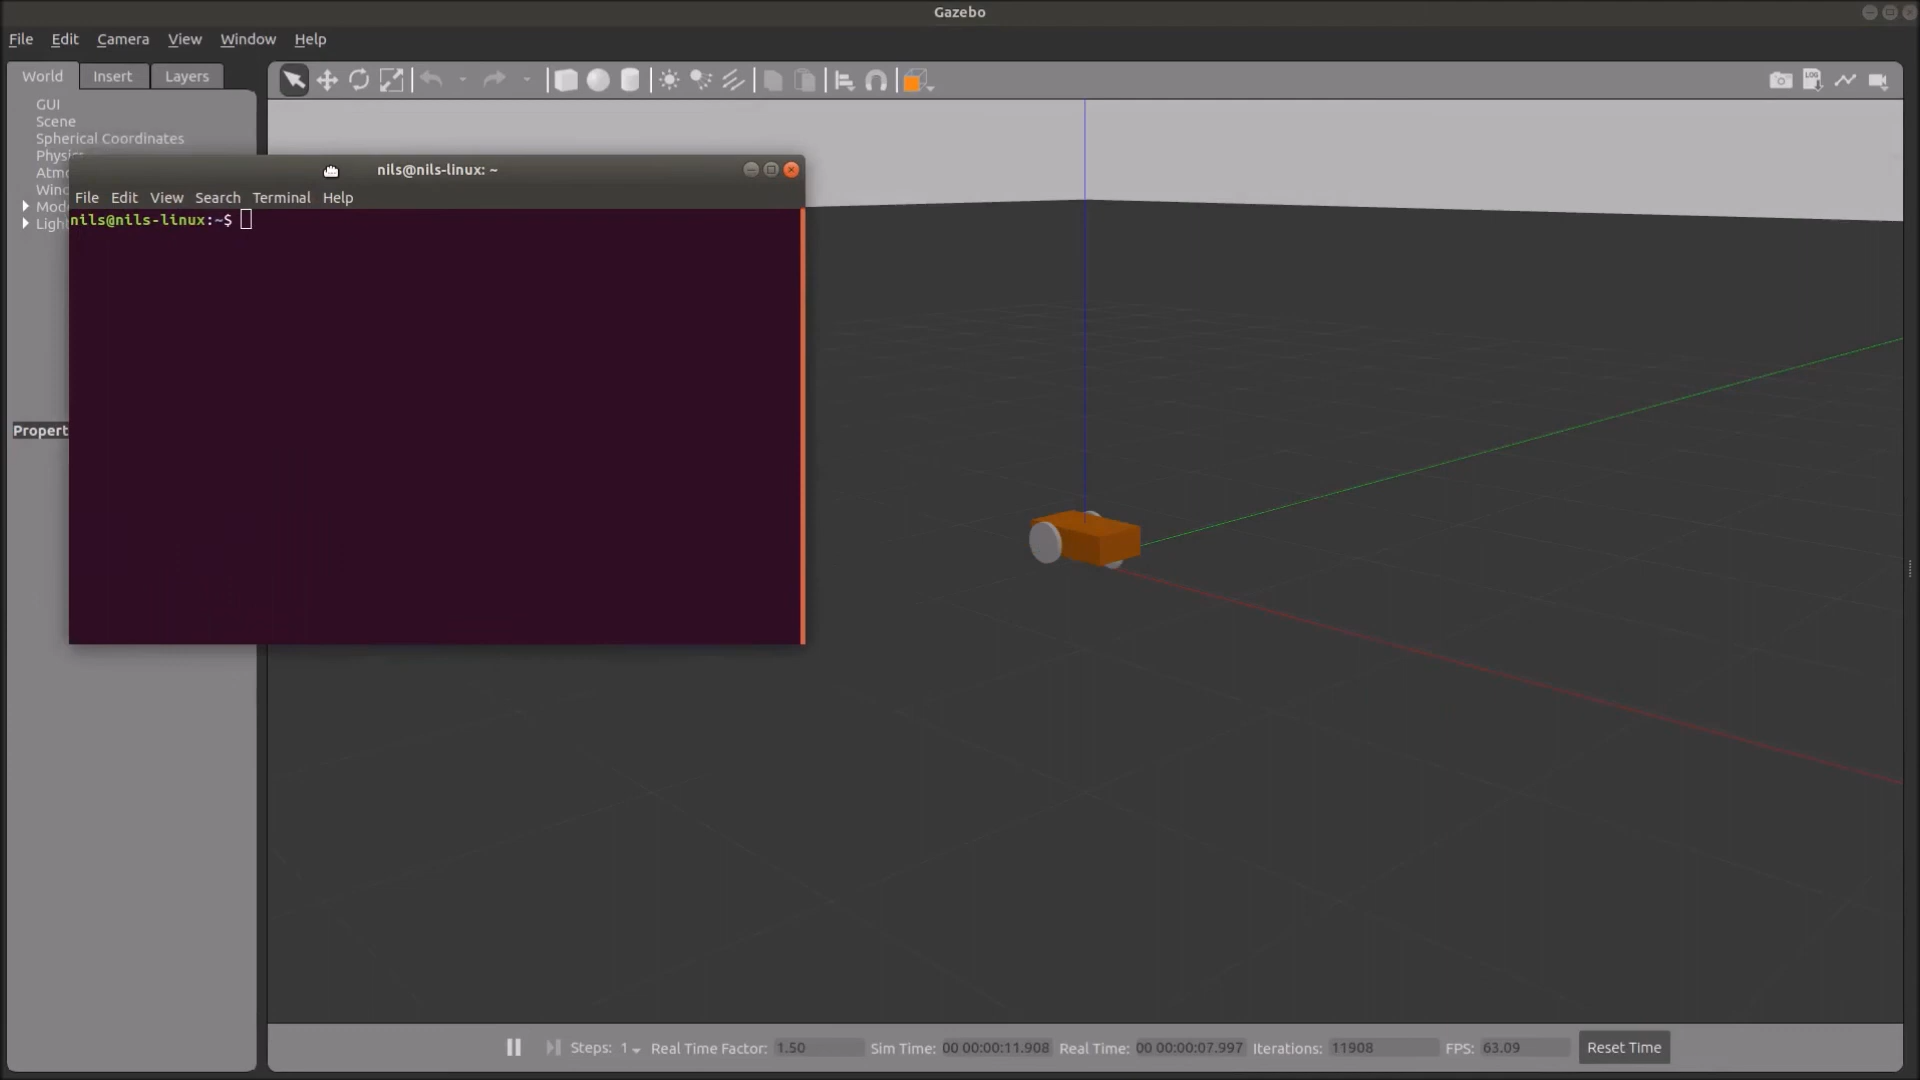 Gazebo
File Edit Camera View Window Help
World Insert Layers
LOG
GUI
Scene
Spherical Coordinates
nils@nils-linux: ~
File Edit View Search Terminal Help
nils@nils-linux:~$
Propert
Steps: 1 Real Time Factor: 1.50 Sim Time: 00 00:00:11.908 Real Time: 00 00:00:07.997 Iterations: 11908 FPS: 63.09 Reset Time